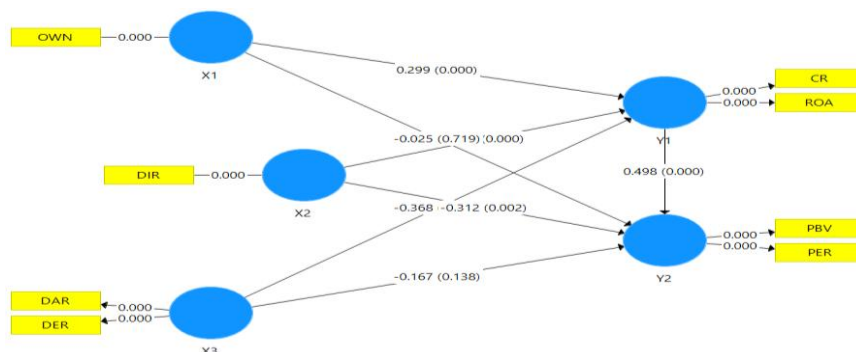 OWN
0.000
X1
0.299 (0.000)
0.000
CR
0.000
ROA
Y1
-0.025 (0.719)
(0.000)
DIR
0.000
X2
0.498 (0.000)
-0.368
-0.312 (0.002)
0.000
PBV
0.000
PER
Y2
-0.167 (0.138)
DAR
0.000
DER
0.000
X3